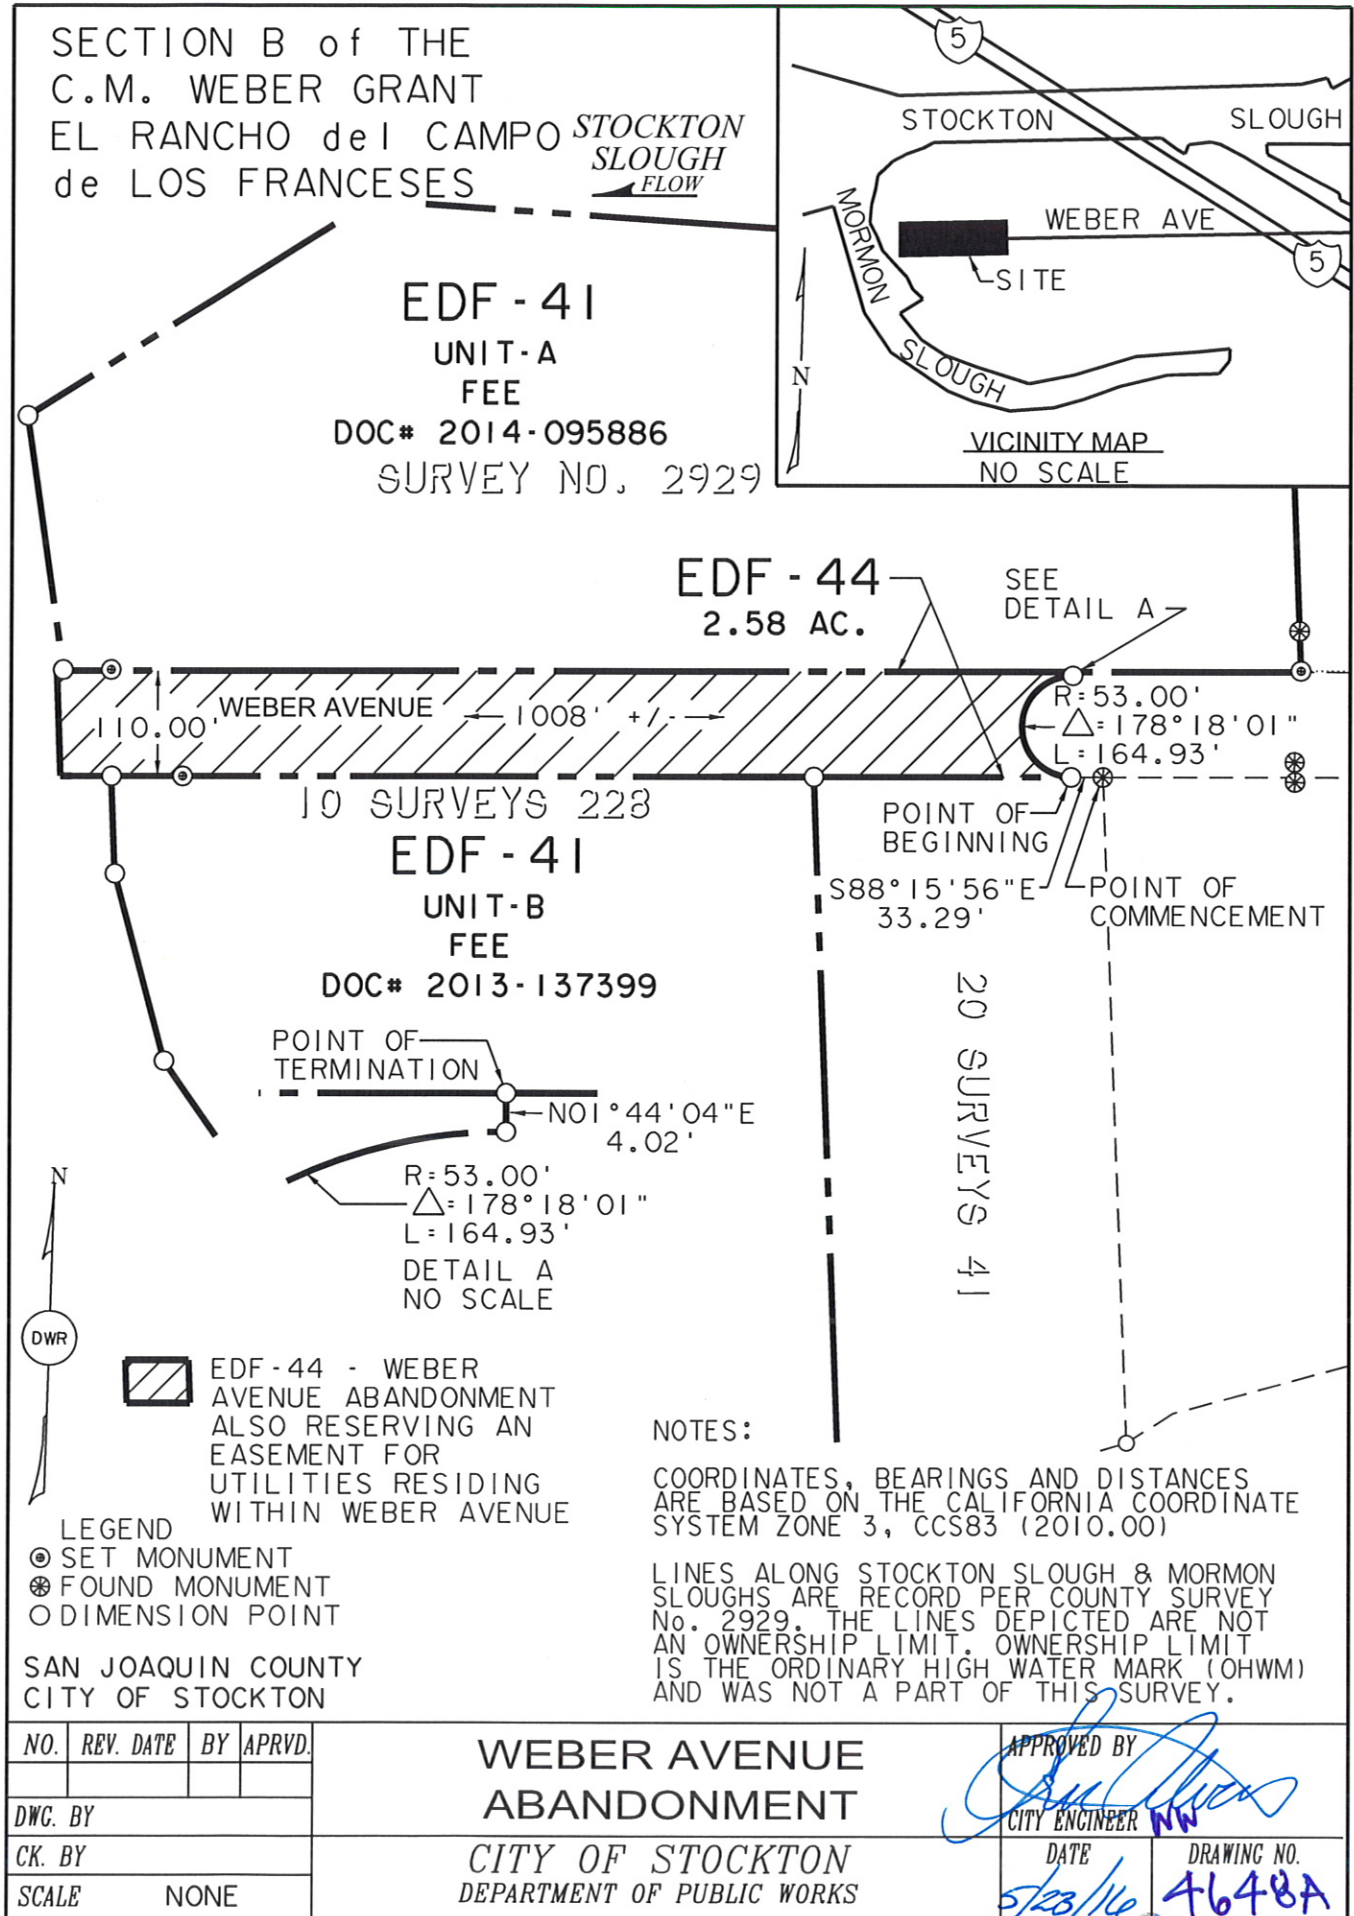 SECTION B of THE
C.M. WEBER GRANT
EL RANCHO del CAMPO
de LOS FRANCESES
STOCKTON
SLOUGH
FLOW
5
STOCKTON SLOUGH
MORMON
SLOUGH
WEBER AVE
5
SITE
N
VICINITY MAP
NO SCALE
EDF-41
UNIT-A
FEE
DOC# 2014-095886
SURVEY NO. 2929
EDF-44
2.58 AC.
SEE
DETAIL A
110.00'
WEBER AVENUE
1008' +/-
R=53.00'
△=178°18'01"
L=164.93'
10 SURVEYS 228
EDF-41
UNIT-B
FEE
DOC# 2013-137399
POINT OF
BEGINNING
S88°15'56"E
33.29'
POINT OF
COMMENCEMENT
20 SURVEYS 41
POINT OF
TERMINATION
N01°44'04"E
4.02'
R=53.00'
△=178°18'01"
L=164.93'
DETAIL A
NO SCALE
N
DWR
EDF-44 - WEBER
AVENUE ABANDONMENT
ALSO RESERVING AN
EASEMENT FOR
UTILITIES RESIDING
WITHIN WEBER AVENUE
LEGEND
SET MONUMENT
FOUND MONUMENT
DIMENSION POINT
SAN JOAQUIN COUNTY
CITY OF STOCKTON
NOTES:
COORDINATES, BEARINGS AND DISTANCES
ARE BASED ON THE CALIFORNIA COORDINATE
SYSTEM ZONE 3, CCS83 (2010.00)
LINES ALONG STOCKTON SLOUGH & MORMON
SLOUGHS ARE RECORD PER COUNTY SURVEY
No. 2929. THE LINES DEPICTED ARE NOT
AN OWNERSHIP LIMIT. OWNERSHIP LIMIT
IS THE ORDINARY HIGH WATER MARK (OHWM)
AND WAS NOT A PART OF THIS SURVEY.
NO. REV. DATE BY APRVD.
DWG. BY
CK. BY
SCALE NONE
WEBER AVENUE
ABANDONMENT
CITY OF STOCKTON
DEPARTMENT OF PUBLIC WORKS
APPROVED BY
CITY ENGINEER
DATE
5/23/16
DRAWING NO.
4648A